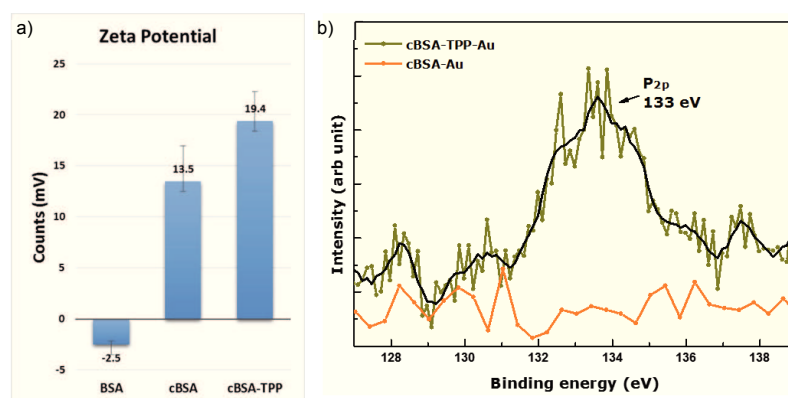 a)
Zeta Potential
Counts (mV)
25
20
15
10
5
0
-5
-2.5
13.5
19.4
BSA
cBSA
cBSA-TPP
b)
cBSA-TPP-Au
cBSA-Au
P2p
133 eV
Intensity (arb unit)
128
130
132
134
136
138
Binding energy (eV)